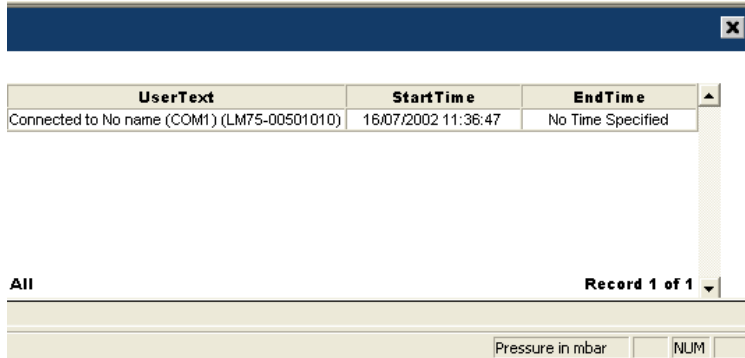 UserText StartTime EndTime
Connected to No name (COM1) (LM75-00501010) 16/07/2002 11:36:47 No Time Specified
All Record 1 of 1
Pressure in mbar NUM